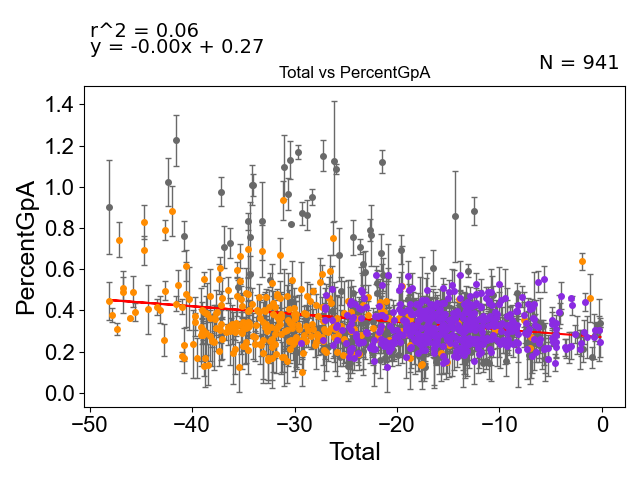 r^2 = 0.06
y = -0.00x + 0.27
N = 941
Total vs PercentGpA
PercentGpA
1.4
1.2
1.0
0.8
0.6
0.4
0.2
0.0
−50 −40 −30 −20 −10 0
Total